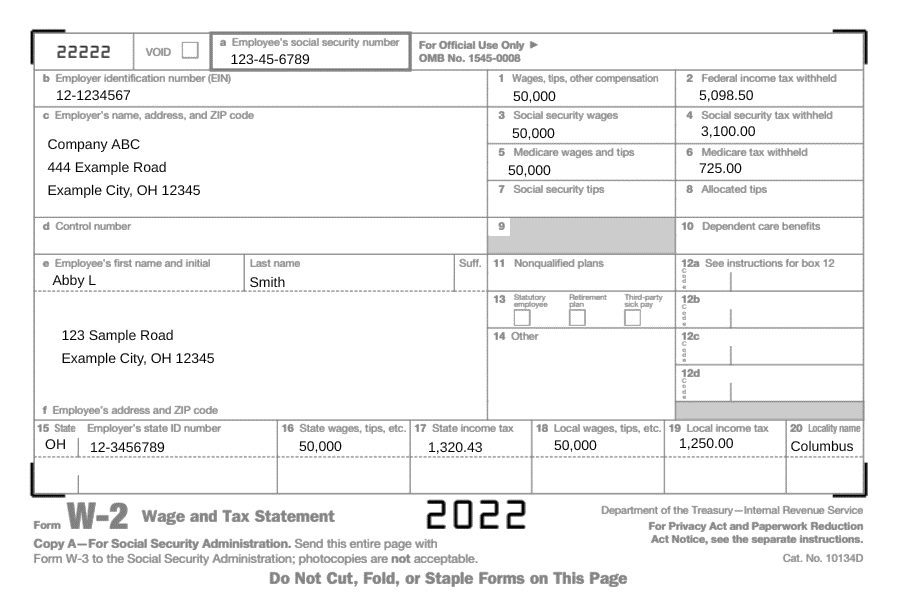 22222
VOID
a Employee's social security number
123-45-6789
For Official Use Only ►
OMB No. 1545-0008
b Employer identification number (EIN)
12-1234567
1 Wages, tips, other compensation
50,000
2 Federal income tax withheld
5,098.50
c Employer's name, address, and ZIP code
Company ABC
444 Example Road
Example City, OH 12345
3 Social security wages
50,000
4 Social security tax withheld
3,100.00
5 Medicare wages and tips
50,000
6 Medicare tax withheld
725.00
7 Social security tips
8 Allocated tips
d Control number
9
10 Dependent care benefits
e Employee's first name and initial
Abby L
Last name
Smith
Suff.
11 Nonqualified plans
12a See instructions for box 12
Code
13 Statutory employee
Retirement plan
Third-party sick pay
12b
Code
123 Sample Road
Example City, OH 12345
14 Other
12c
Code
12d
Code
f Employee's address and ZIP code
15 State
OH
Employer's state ID number
12-3456789
16 State wages, tips, etc.
50,000
17 State income tax
1,320.43
18 Local wages, tips, etc.
50,000
19 Local income tax
1,250.00
20 Locality name
Columbus
Form W-2 Wage and Tax Statement
2022
Department of the Treasury—Internal Revenue Service
For Privacy Act and Paperwork Reduction
Act Notice, see the separate instructions.
Copy A—For Social Security Administration. Send this entire page with
Form W-3 to the Social Security Administration; photocopies are not acceptable.
Cat. No. 10134D
Do Not Cut, Fold, or Staple Forms on This Page